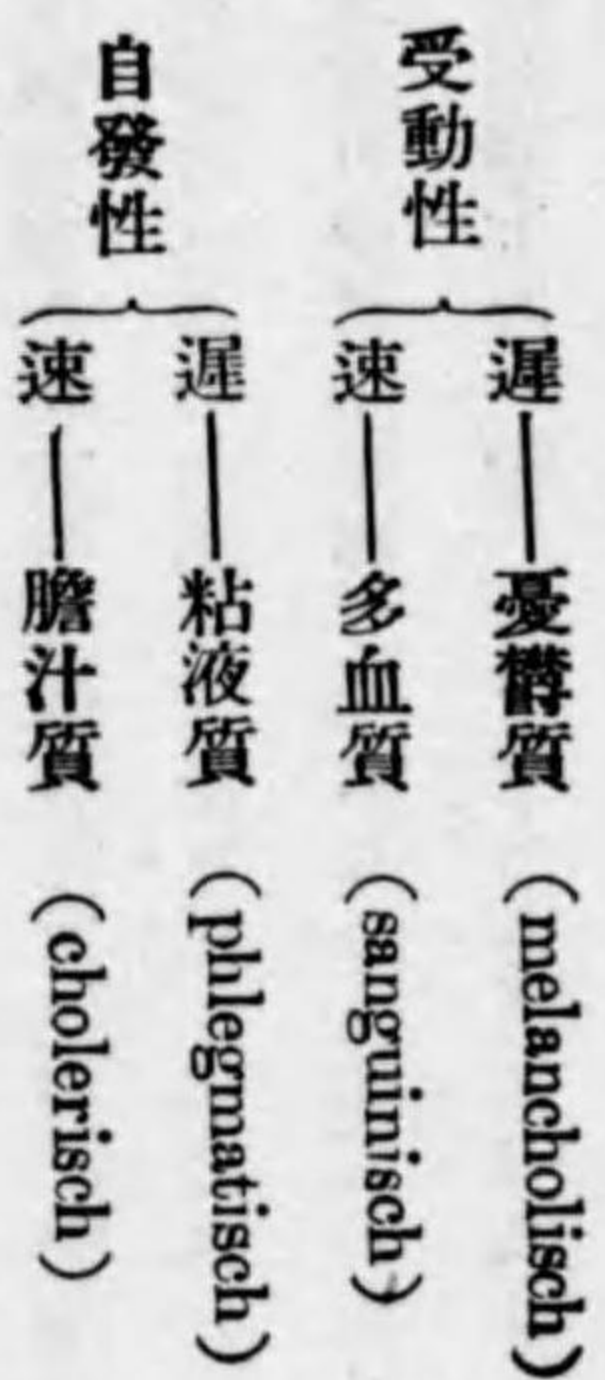 受動性
遲――憂欝質 (melancholisch)
速――多血質 (sanguinisch)
自發性
遲――粘液質 (phlegmatisch)
速――膽汁質 (cholerisch)